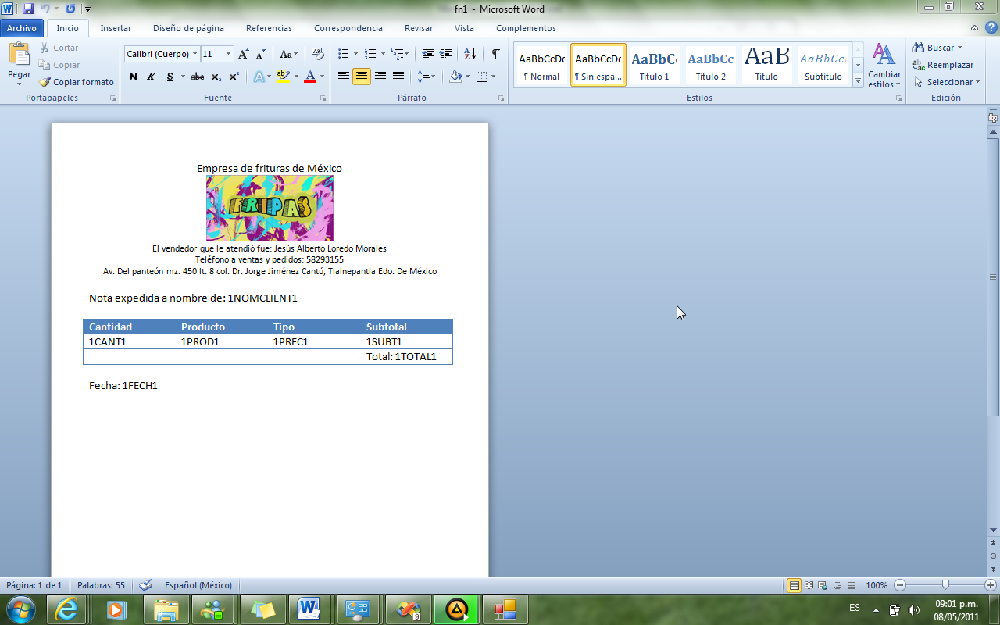 fn1 - Microsoft Word
Archivo Inicio Insertar Diseño de página Referencias Correspondencia Revisar Vista Complementos
Pegar
Cortar
Copiar
Copiar formato
Portapapeles
Calibri (Cuerpo) 11
N K S abc x₂ x²
Fuente
Párrafo
AaBbCcDc AaBbCcDc AaBbC AaBbCc AaB AaBbCc.
¶ Normal ¶ Sin espa... Título 1 Título 2 Título Subtítulo
Cambiar estilos
Estilos
Buscar
Reemplazar
Seleccionar
Edición
Empresa de frituras de México
FRIPAS
El vendedor que le atendió fue: Jesús Alberto Loredo Morales
Teléfono a ventas y pedidos: 58293155
Av. Del panteón mz. 450 lt. 8 col. Dr. Jorge Jiménez Cantú, Tlalnepantla Edo. De México
Nota expedida a nombre de: 1NOMCLIENT1
Cantidad Producto Tipo Subtotal
1CANT1 1PROD1 1PREC1 1SUBT1
Total: 1TOTAL1
Fecha: 1FECH1
Página: 1 de 1 Palabras: 55 Español (México) 100%
ES 09:01 p.m.
08/05/2011